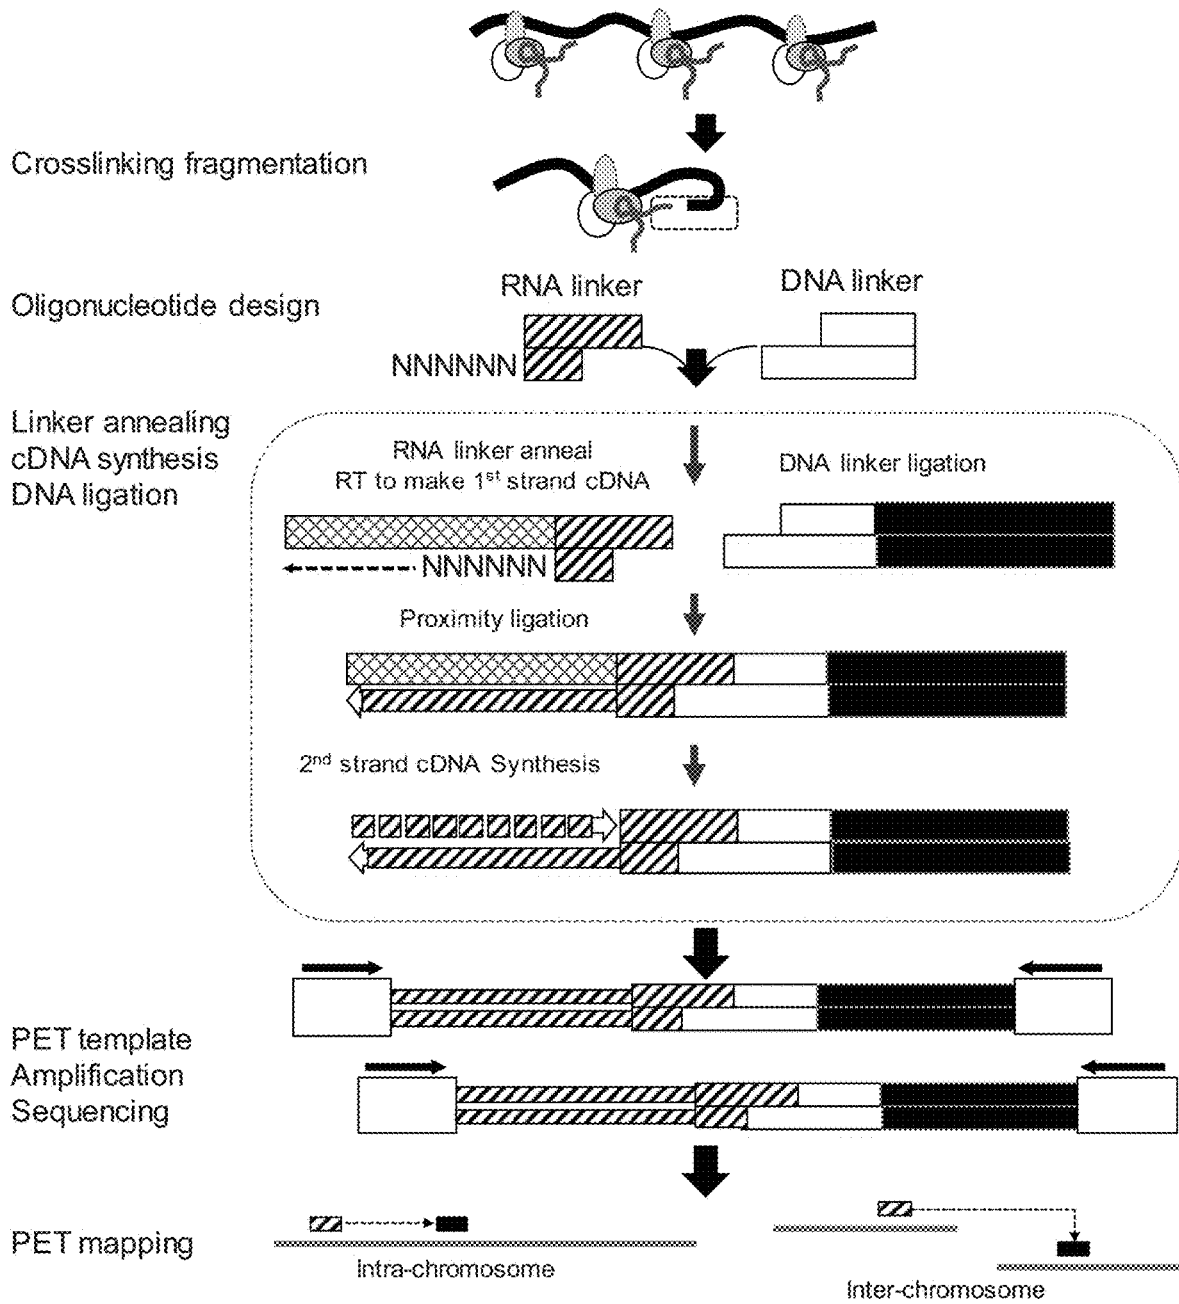 Crosslinking fragmentation
Oligonucleotide design
RNA linker
DNA linker
NNNNNN
Linker annealing
cDNA synthesis
DNA ligation
RNA linker anneal
RT to make 1st strand cDNA
DNA linker ligation
NNNNNN
Proximity ligation
2nd strand cDNA Synthesis
PET template
Amplification
Sequencing
PET mapping
Intra-chromosome
Inter-chromosome